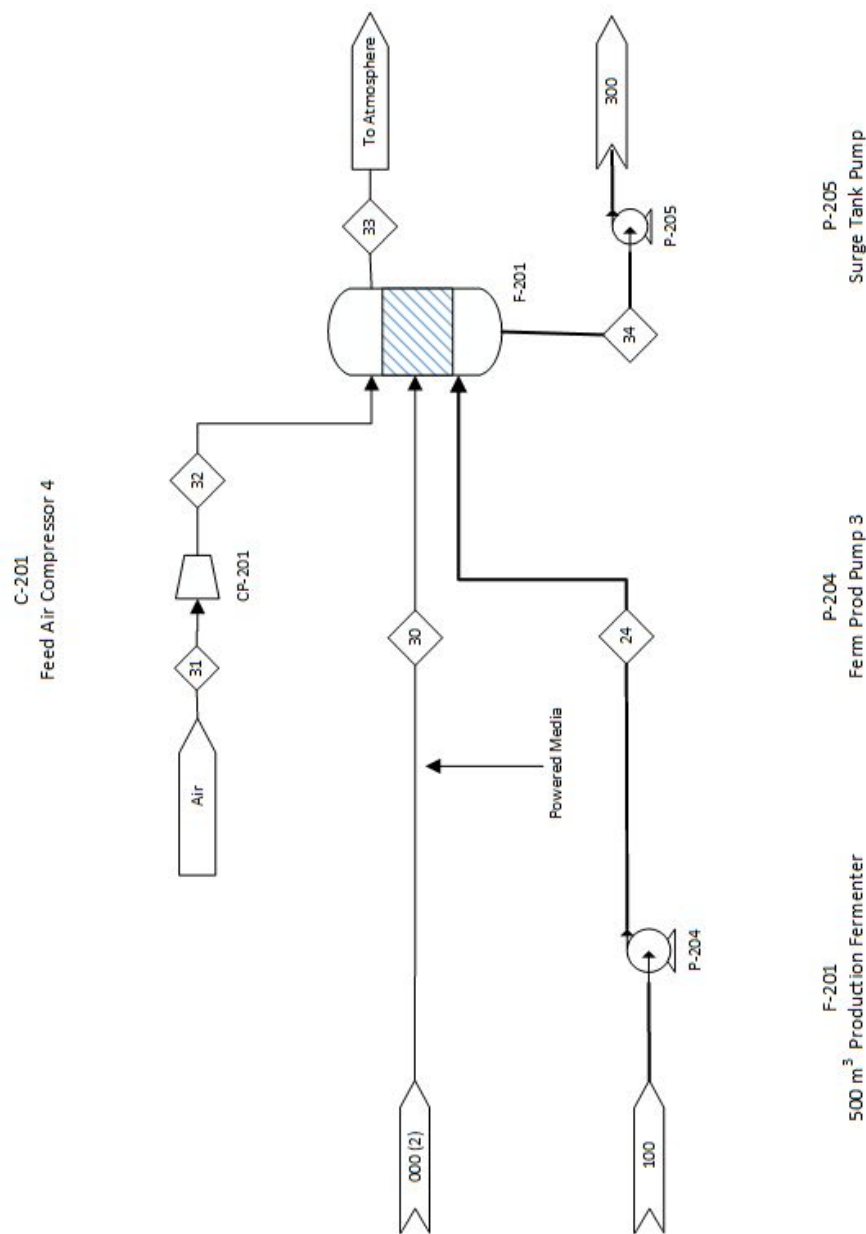 C-201
Feed Air Compressor 4
Air
31
CP-201
32
33
To Atmosphere
000 (2)
Powered Media
30
F-201
100
P-204
24
34
P-205
300
F-201
500 m³ Production Fermenter
P-204
Ferm Prod Pump 3
P-205
Surge Tank Pump